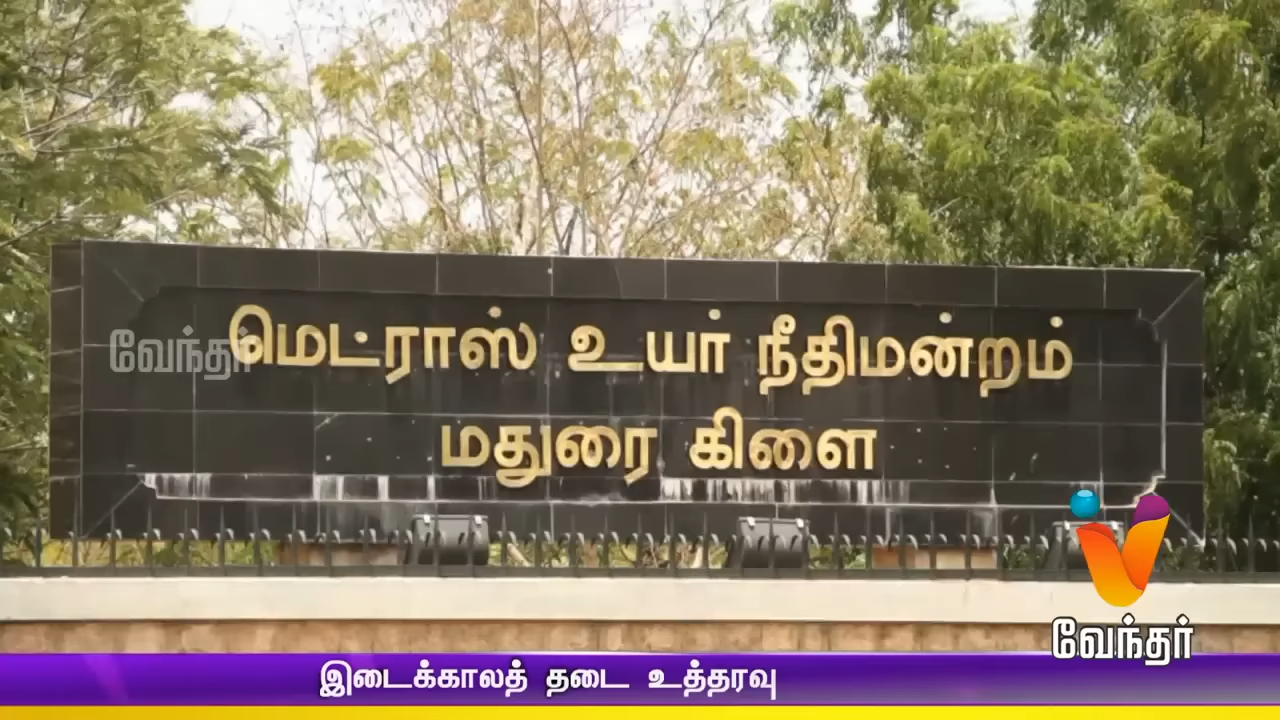 மெட்ராஸ் உயர் நீதிமன்றம்
வேந்தர்
மதுரை கிளை
வேந்தர்
இடைக்காலத் தடை உத்தரவு